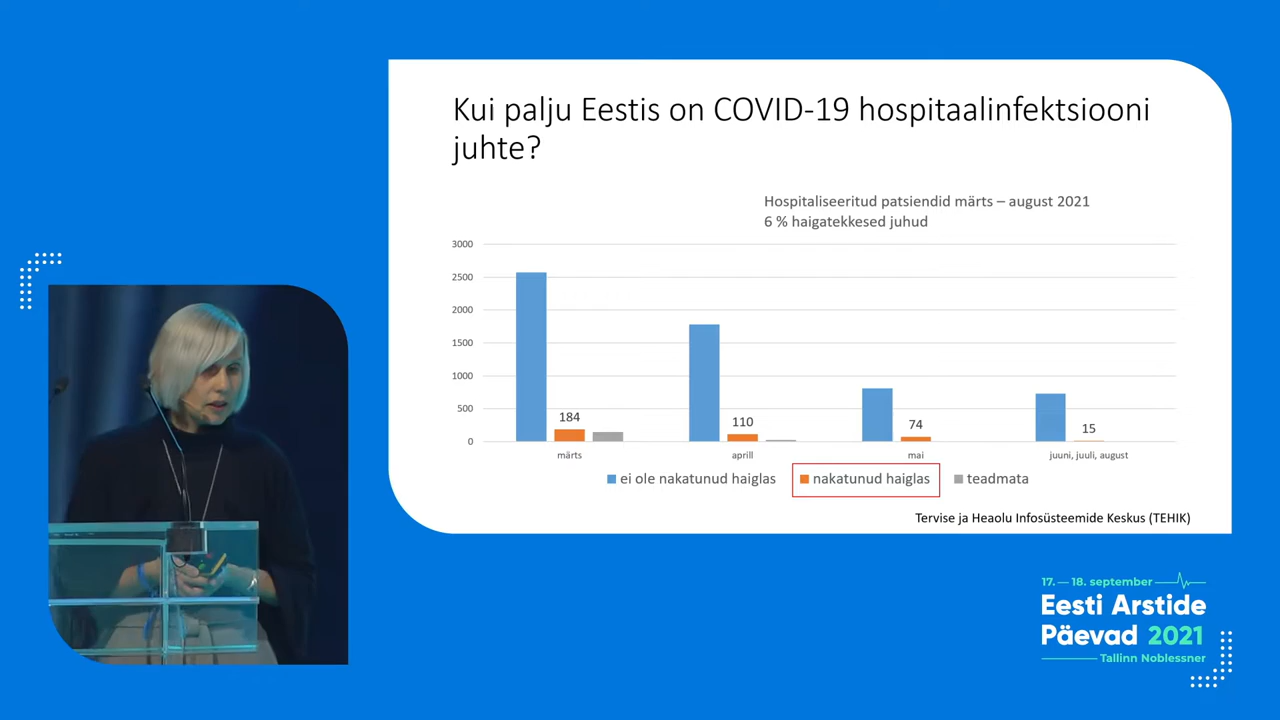 Kui palju Eestis on COVID-19 hospitaalinfektsiooni
juhte?
Hospitaliseeritud patsiendid märts – august 2021
6 % haigatekkesed juhud
3000
2500
2000
1500
1000
500
0
184
110
74
15
märts
aprill
mai
juuni, juuli, august
ei ole nakatunud haiglas
nakatunud haiglas
teadmata
Tervise ja Heaolu Infosüsteemide Keskus (TEHIK)
17. — 18. september
Eesti Arstide
Päevad 2021
Tallinn Noblessner